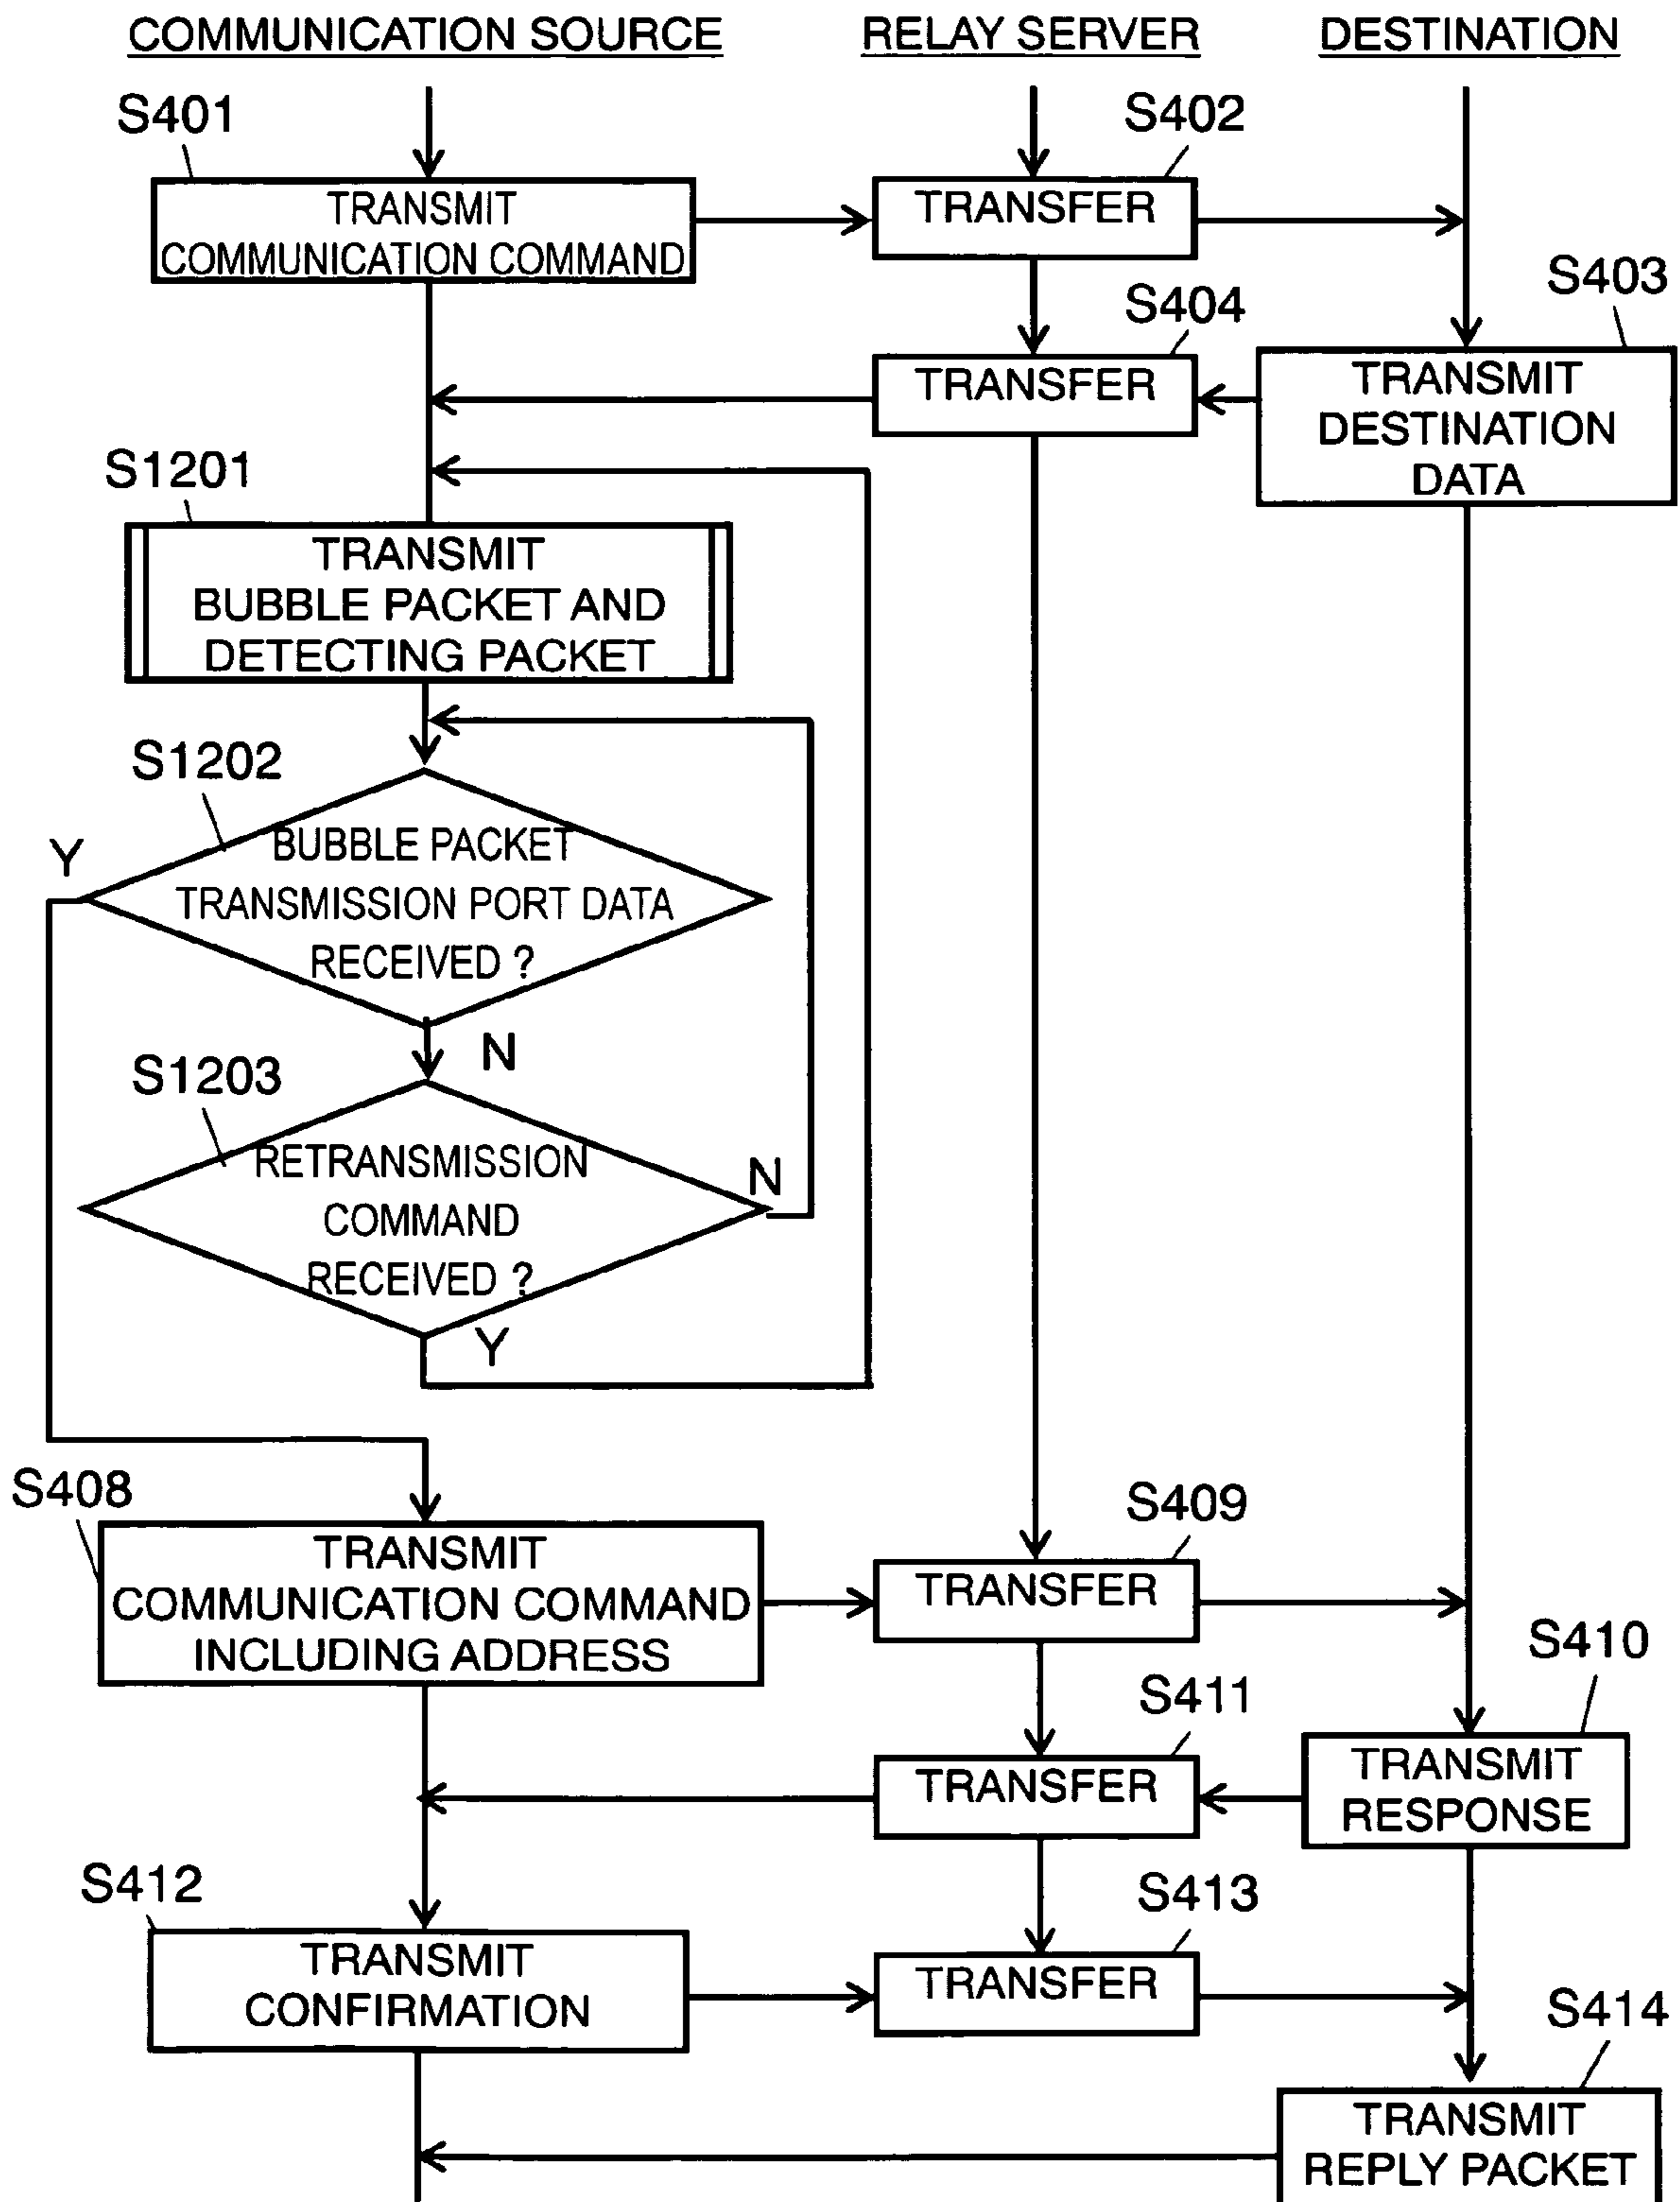 COMMUNICATION SOURCE
RELAY SERVER
DESTINATION
S401
S402
TRANSMIT
COMMUNICATION COMMAND
TRANSFER
S403
S404
TRANSFER
TRANSMIT
DESTINATION
DATA
S1201
TRANSMIT
BUBBLE PACKET AND
DETECTING PACKET
S1202
Y
BUBBLE PACKET
TRANSMISSION PORT DATA
RECEIVED ?
N
S1203
RETRANSMISSION
COMMAND
RECEIVED ?
N
Y
S408
S409
TRANSMIT
COMMUNICATION COMMAND
INCLUDING ADDRESS
TRANSFER
S410
S411
TRANSFER
TRANSMIT
RESPONSE
S412
S413
TRANSMIT
CONFIRMATION
TRANSFER
S414
TRANSMIT
REPLY PACKET